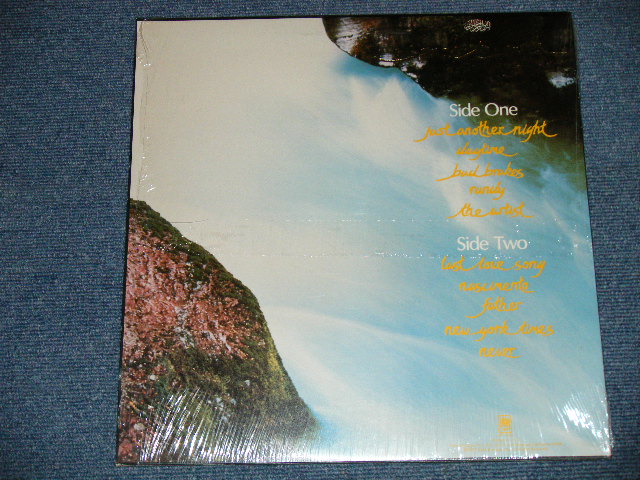 Side One
just another night
daytime
bad brakes
randy
the artist
Side Two
last love song
nascimento
father
new york times
never